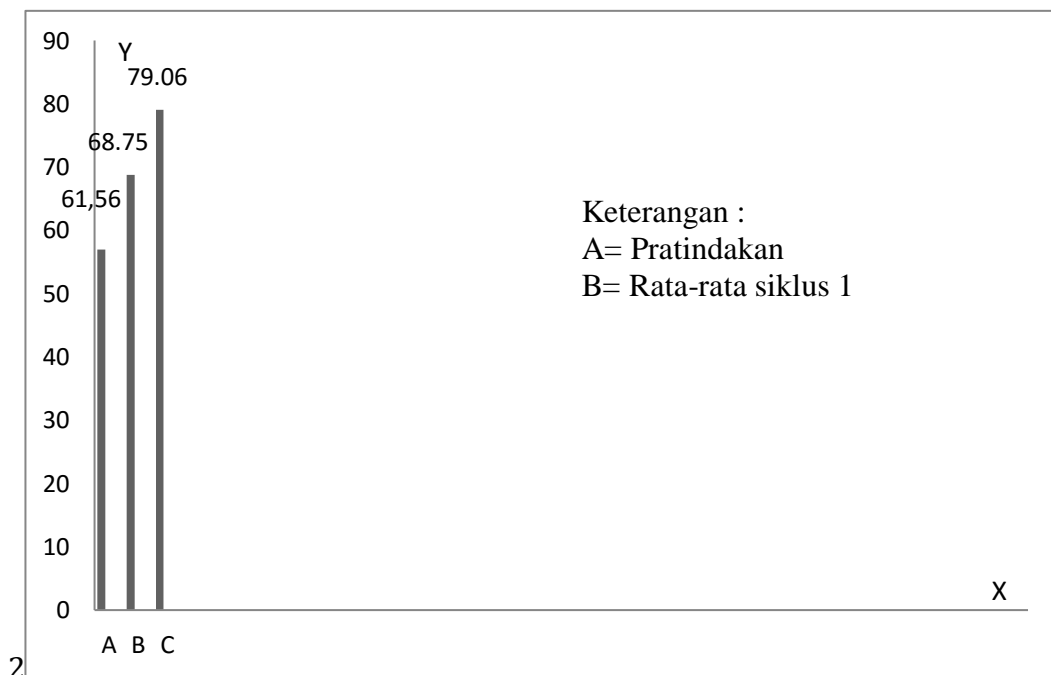 90
Y
79.06
80
68.75
70
61,56
60
Keterangan :
A= Pratindakan
B= Rata-rata siklus 1
50
40
30
20
10
X
0
A B C
2